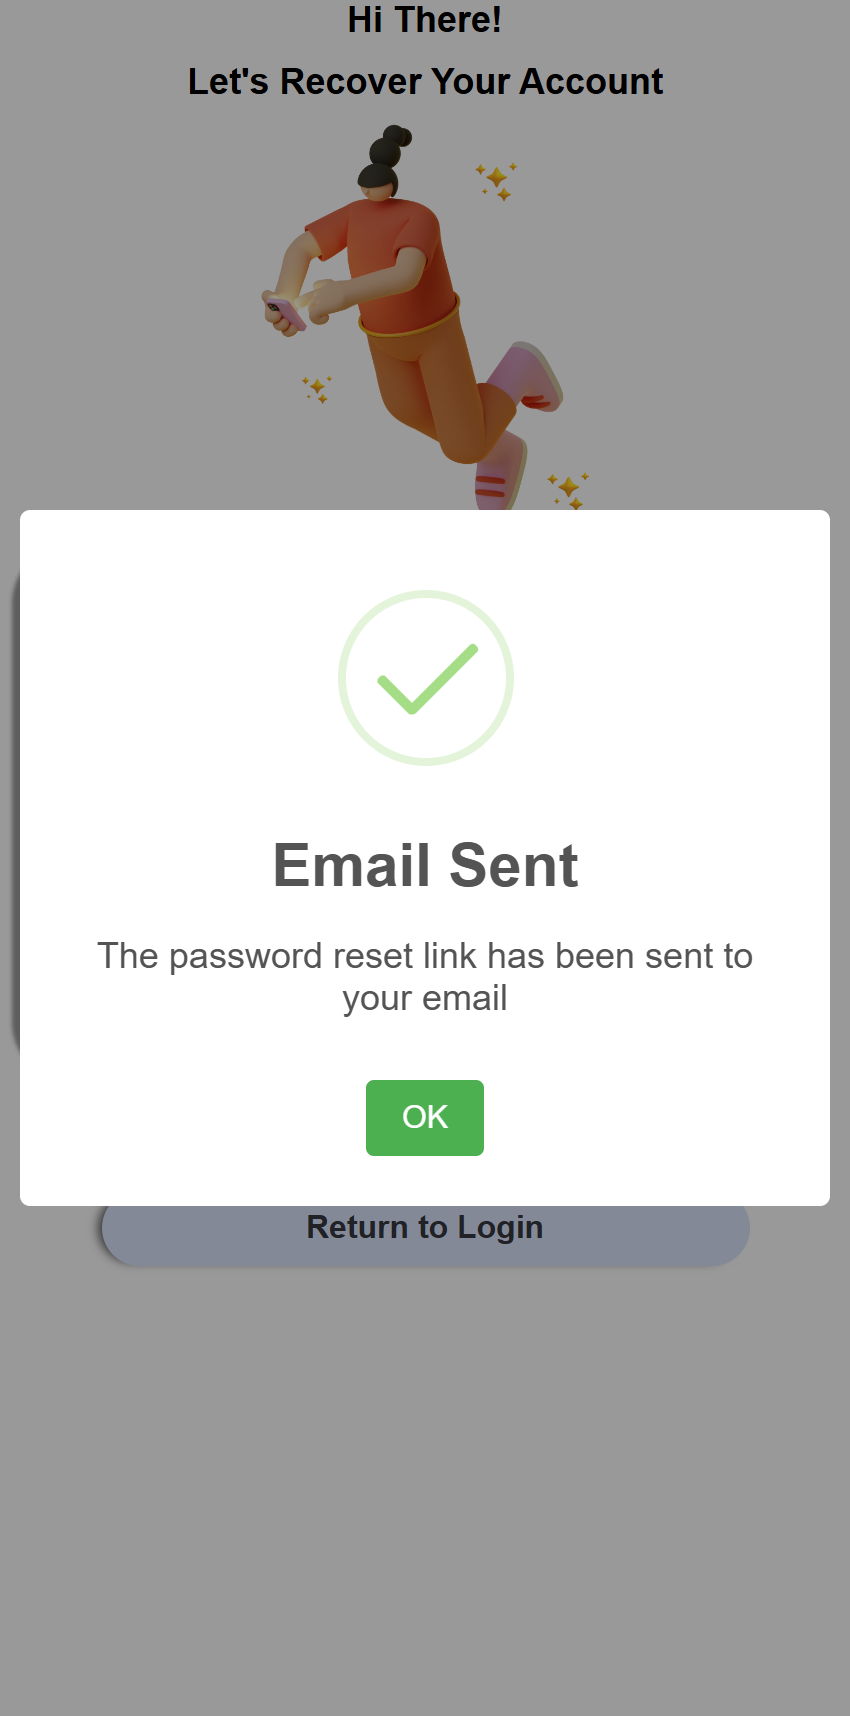 Hi There!
Let's Recover Your Account
Email Sent
The password reset link has been sent to
your email
OK
Return to Login